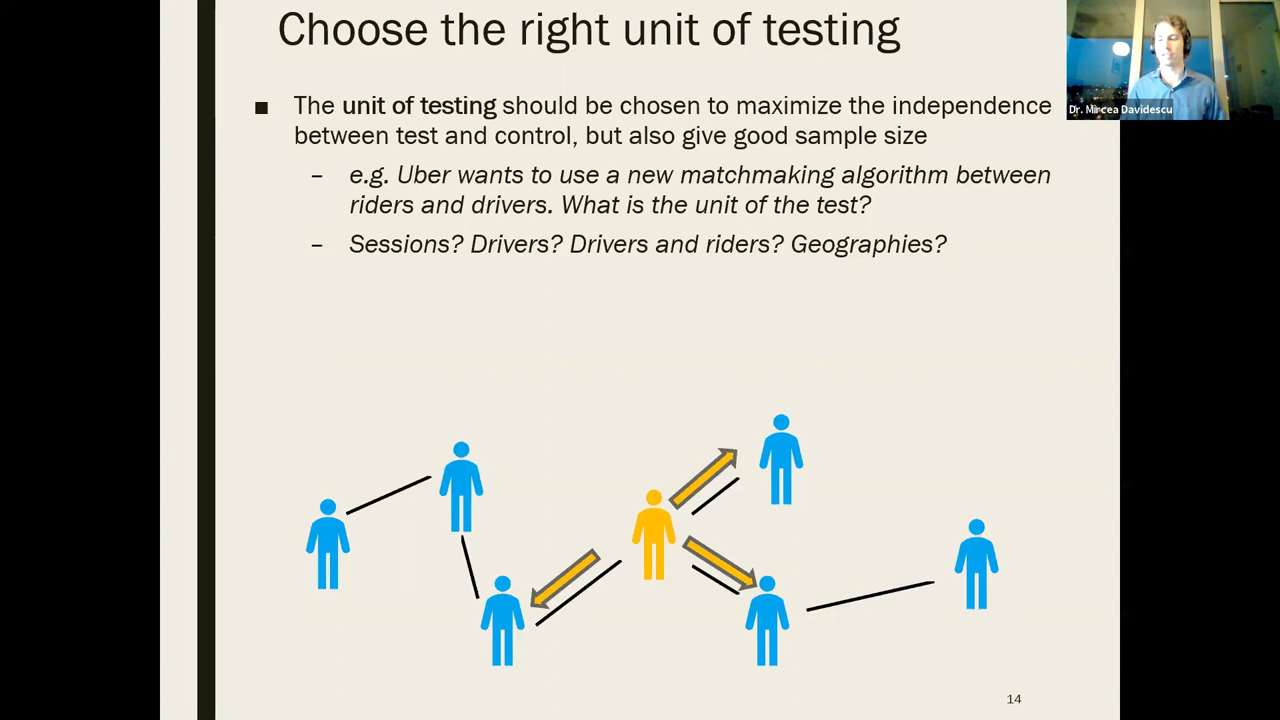 Choose the right unit of testing
Dr. Mircea Davidescu
■ The unit of testing should be chosen to maximize the independence
between test and control, but also give good sample size
– e.g. Uber wants to use a new matchmaking algorithm between
riders and drivers. What is the unit of the test?
– Sessions? Drivers? Drivers and riders? Geographies?
14